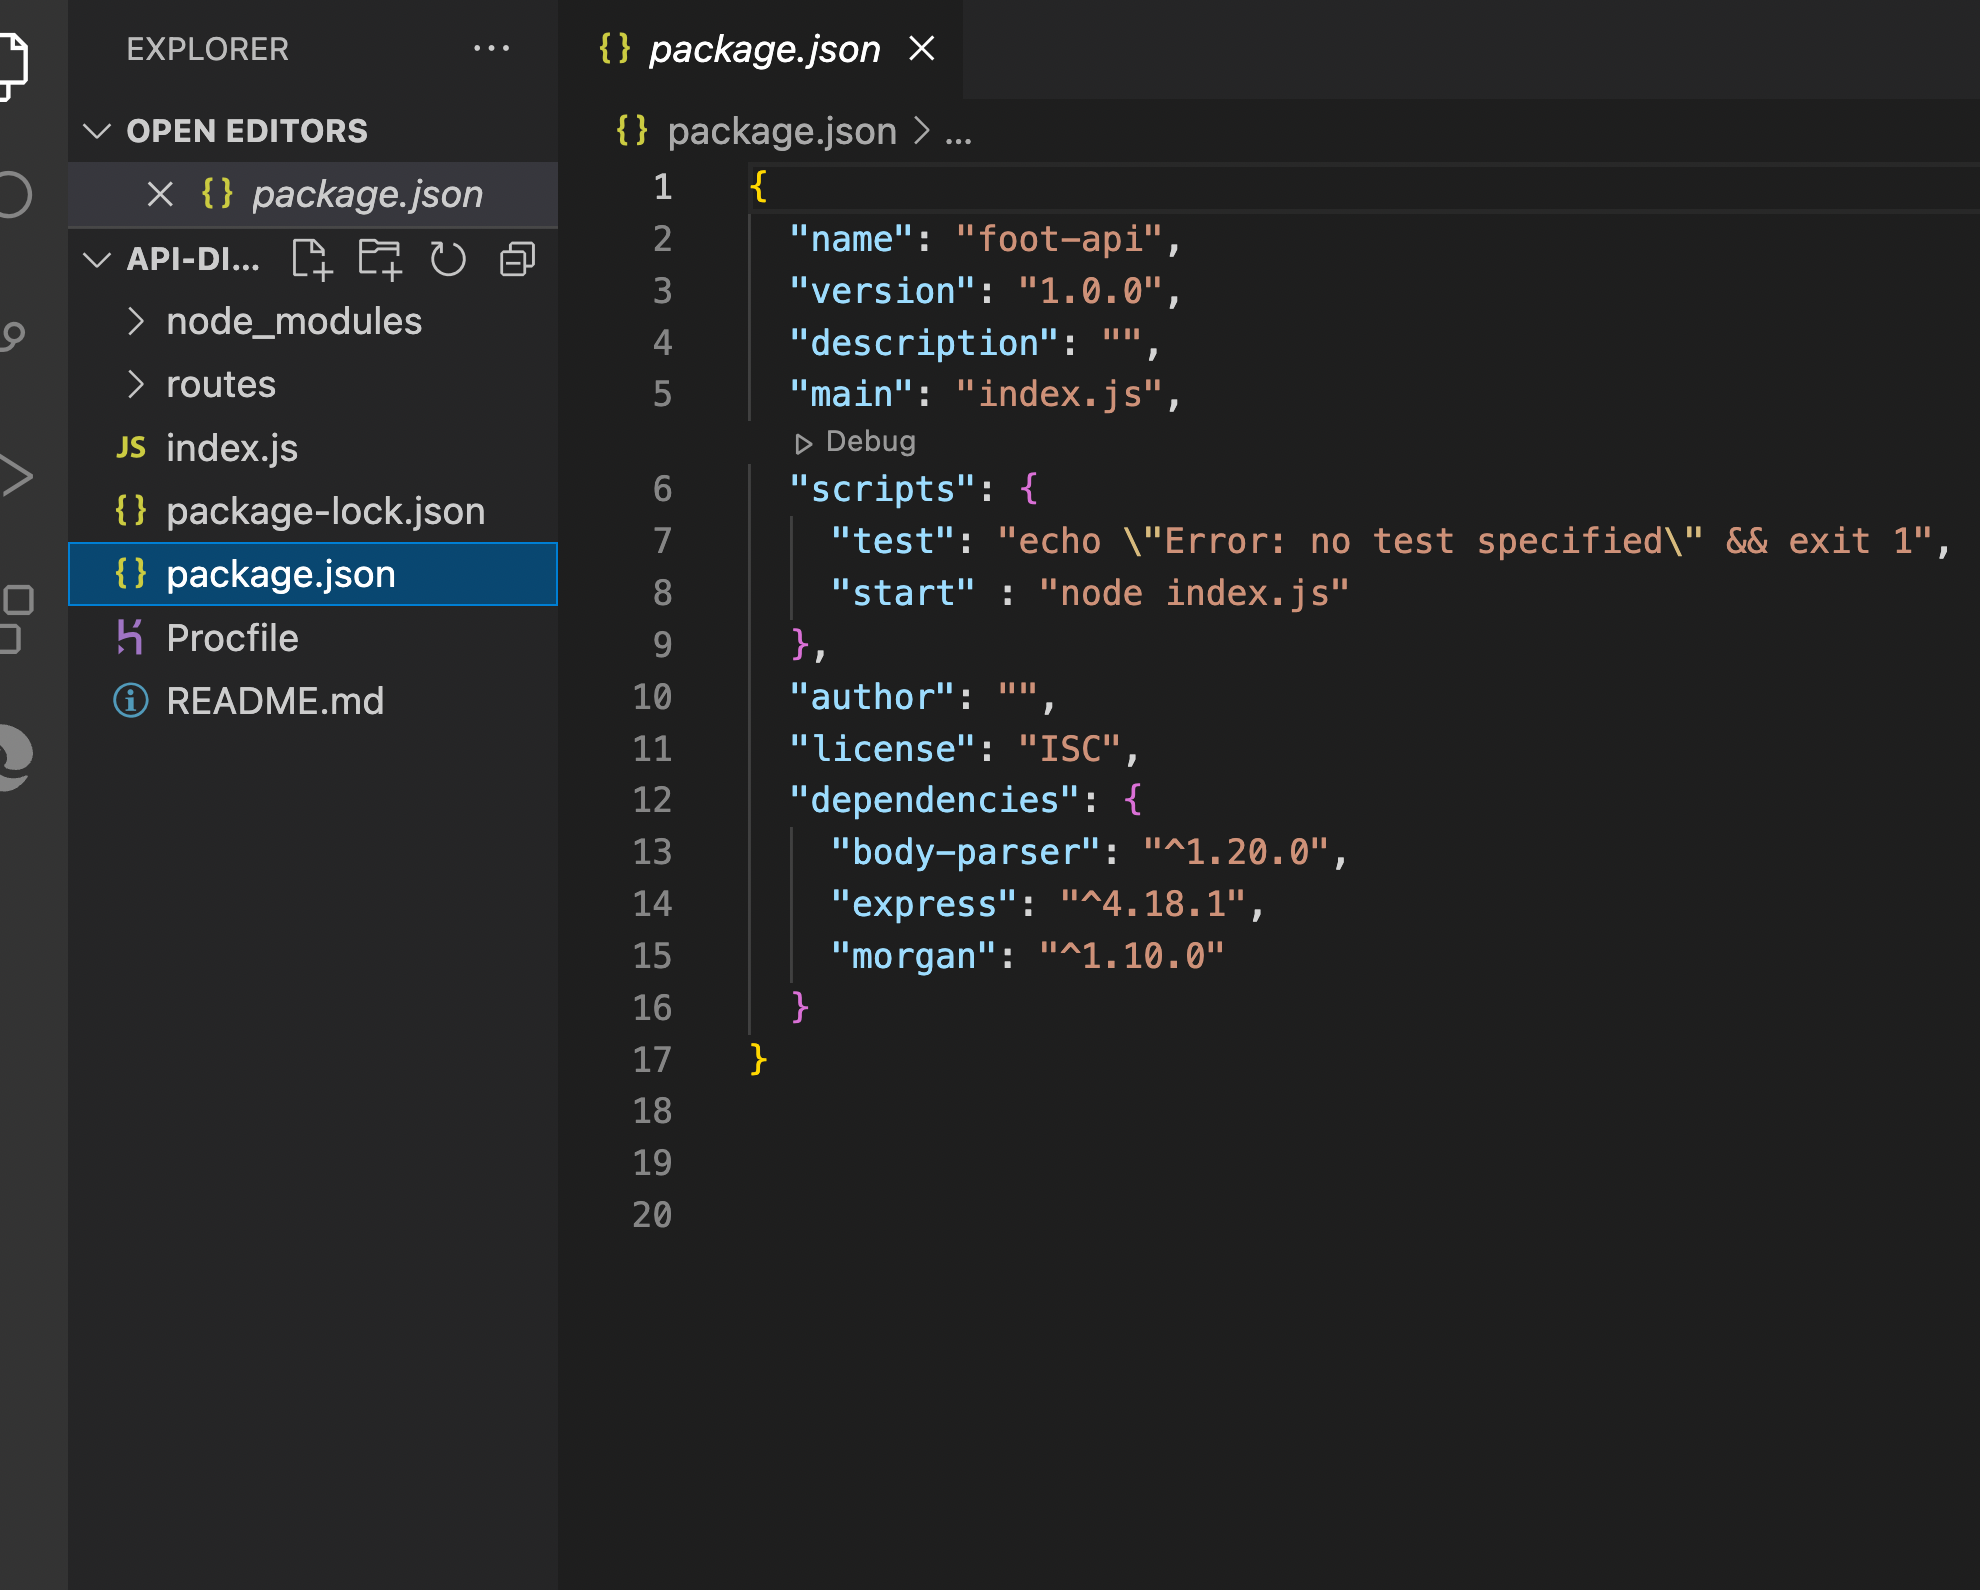 EXPLORER ...
OPEN EDITORS
{} package.json
API-DI...
node_modules
routes
JS index.js
{} package-lock.json
{} package.json
Procfile
README.md
{} package.json
{} package.json > ...
1 {
2 "name": "foot-api",
3 "version": "1.0.0",
4 "description": "",
5 "main": "index.js",
Debug
6 "scripts": {
7 "test": "echo \"Error: no test specified\" && exit 1",
8 "start" : "node index.js"
9 },
10 "author": "",
11 "license": "ISC",
12 "dependencies": {
13 "body-parser": "^1.20.0",
14 "express": "^4.18.1",
15 "morgan": "^1.10.0"
16 }
17 }
18
19
20